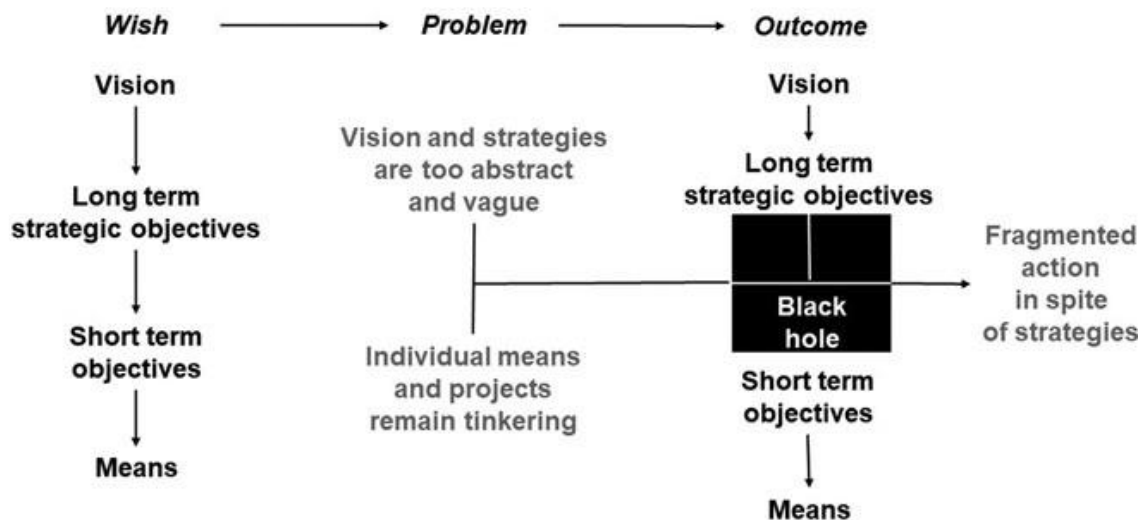 Wish
Problem
Outcome
Vision
Long term
strategic objectives
Short term
objectives
Means
Vision and strategies
are too abstract
and vague
Individual means
and projects
remain tinkering
Vision
Long term
strategic objectives
Black
hole
Short term
objectives
Means
Fragmented
action
in spite
of strategies